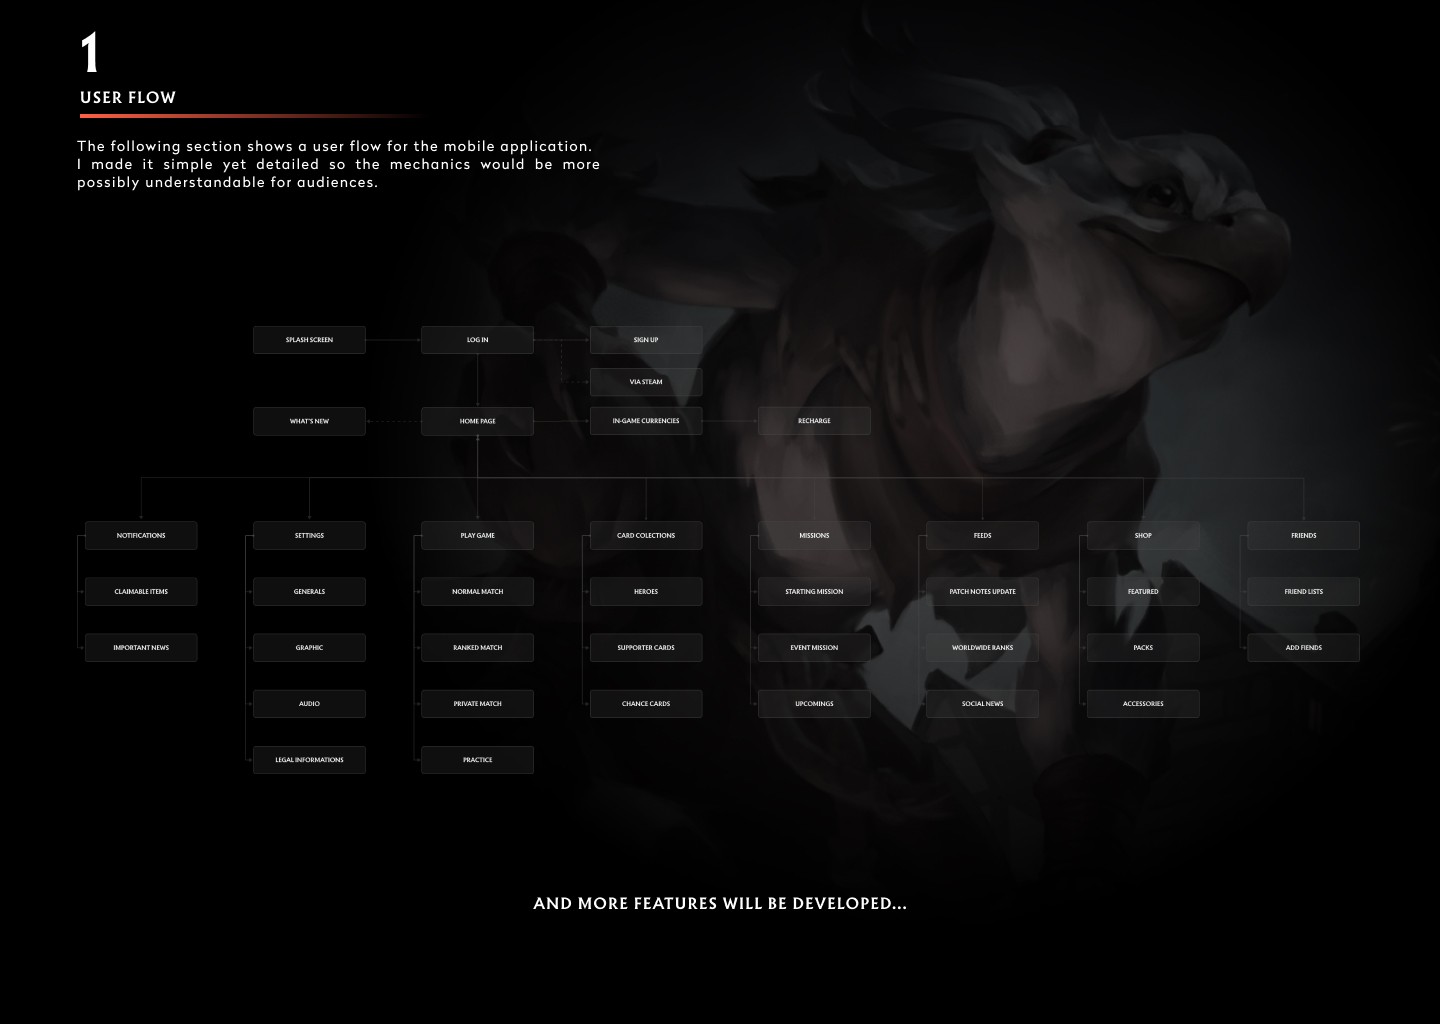 1
USER FLOW
The following section shows a user flow for the mobile application.
I made it simple yet detailed so the mechanics would be more
possibly understandable for audiences.
SPLASH SCREEN
LOG IN
SIGN UP
VIA STEAM
WHAT'S NEW
HOME PAGE
IN-GAME CURRENCIES
RECHARGE
NOTIFICATIONS
SETTINGS
PLAY GAME
CARD COLECTIONS
MISSIONS
FEEDS
SHOP
FRIENDS
CLAIMABLE ITEMS
GENERALS
NORMAL MATCH
HEROES
STARTING MISSION
PATCH NOTES UPDATE
FEATURED
FRIEND LISTS
IMPORTANT NEWS
GRAPHIC
RANKED MATCH
SUPPORTER CARDS
EVENT MISSION
WORLDWIDE RANKS
PACKS
ADD FIENDS
AUDIO
PRIVATE MATCH
CHANCE CARDS
UPCOMINGS
SOCIAL NEWS
ACCESSORIES
LEGAL INFORMATIONS
PRACTICE
AND MORE FEATURES WILL BE DEVELOPED...